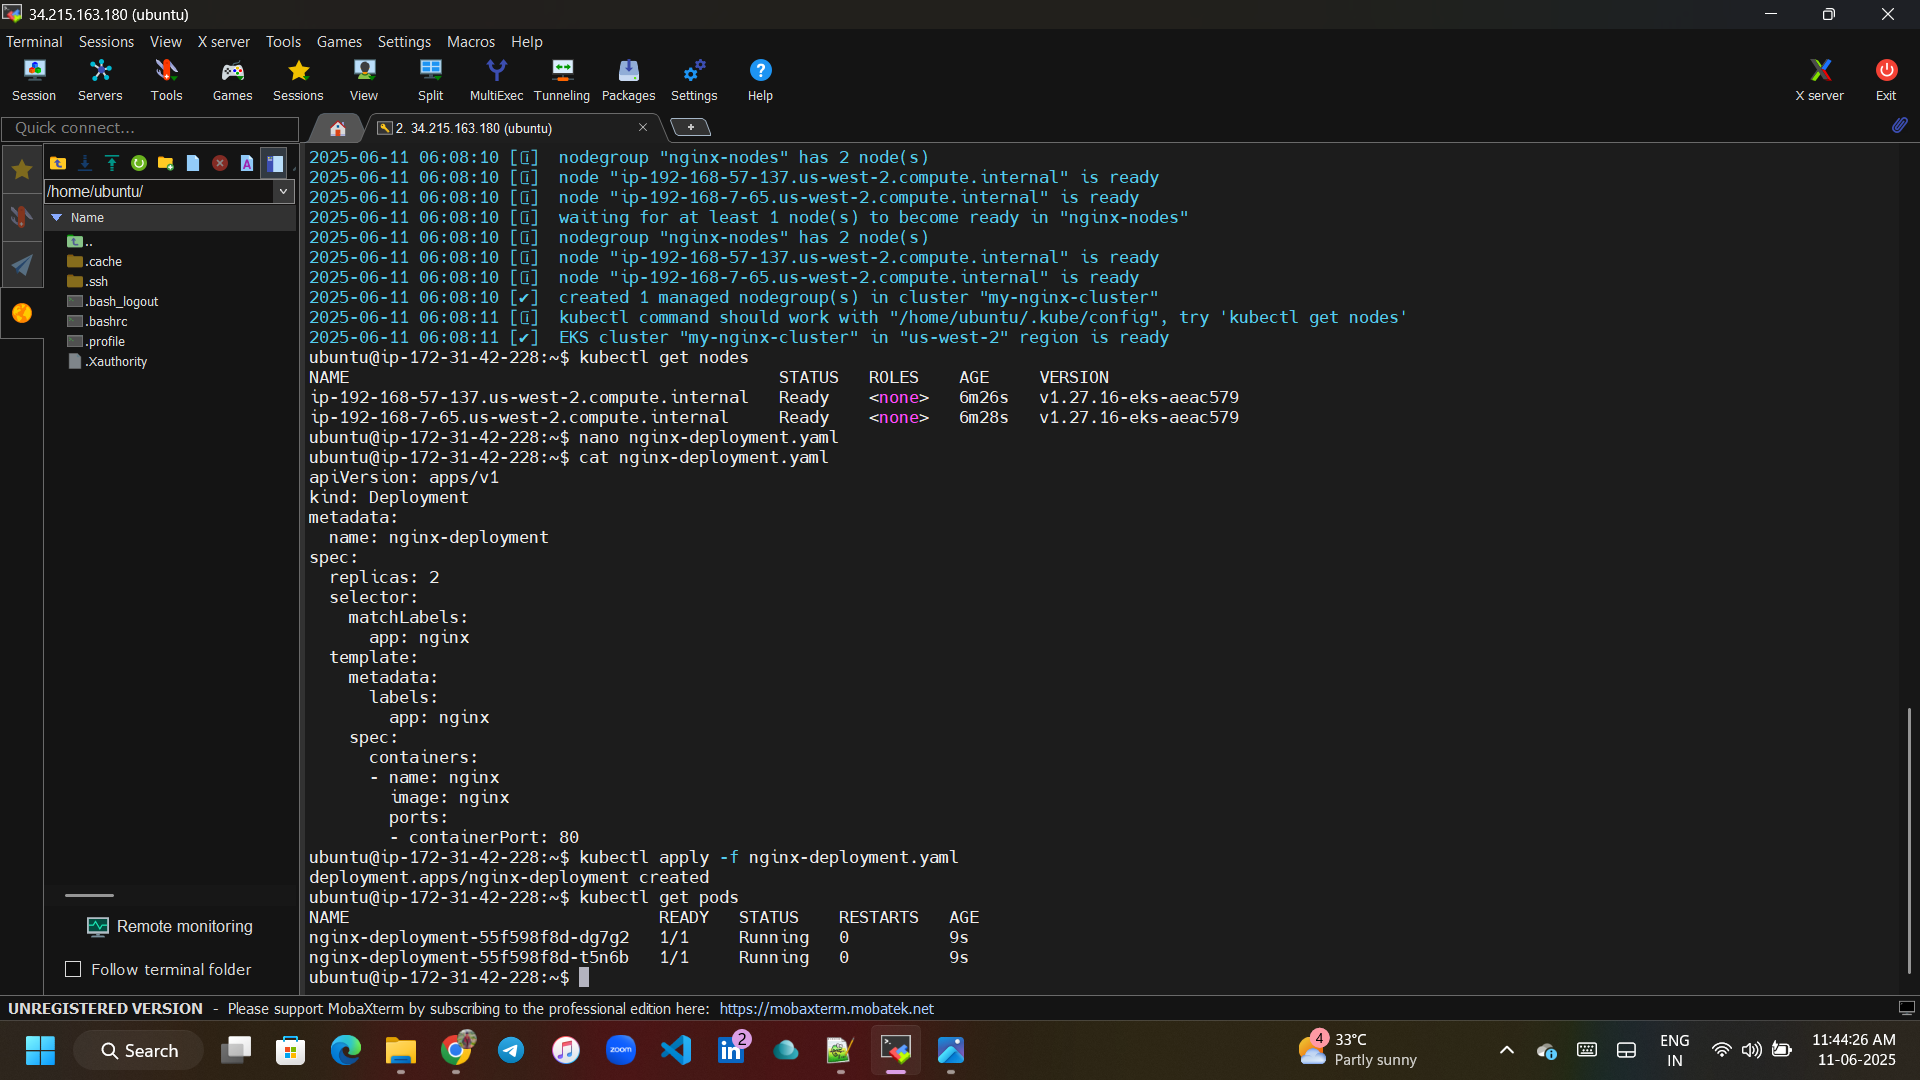 34.215.163.180 (ubuntu)
Terminal Sessions View X server Tools Games Settings Macros Help
Session Servers Tools Games Sessions View Split MultiExec Tunneling Packages Settings Help X server Exit
Quick connect...
2. 34.215.163.180 (ubuntu)
/home/ubuntu/
Name
..
.cache
.ssh
.bash_logout
.bashrc
.profile
.Xauthority
Remote monitoring
Follow terminal folder
2025-06-11 06:08:10 [ℹ]  nodegroup "nginx-nodes" has 2 node(s)
2025-06-11 06:08:10 [ℹ]  node "ip-192-168-57-137.us-west-2.compute.internal" is ready
2025-06-11 06:08:10 [ℹ]  node "ip-192-168-7-65.us-west-2.compute.internal" is ready
2025-06-11 06:08:10 [ℹ]  waiting for at least 1 node(s) to become ready in "nginx-nodes"
2025-06-11 06:08:10 [ℹ]  nodegroup "nginx-nodes" has 2 node(s)
2025-06-11 06:08:10 [ℹ]  node "ip-192-168-57-137.us-west-2.compute.internal" is ready
2025-06-11 06:08:10 [ℹ]  node "ip-192-168-7-65.us-west-2.compute.internal" is ready
2025-06-11 06:08:10 [✔]  created 1 managed nodegroup(s) in cluster "my-nginx-cluster"
2025-06-11 06:08:11 [ℹ]  kubectl command should work with "/home/ubuntu/.kube/config", try 'kubectl get nodes'
2025-06-11 06:08:11 [✔]  EKS cluster "my-nginx-cluster" in "us-west-2" region is ready
ubuntu@ip-172-31-42-228:~$ kubectl get nodes
NAME                                           STATUS   ROLES    AGE     VERSION
ip-192-168-57-137.us-west-2.compute.internal   Ready    <none>   6m26s   v1.27.16-eks-aeac579
ip-192-168-7-65.us-west-2.compute.internal     Ready    <none>   6m28s   v1.27.16-eks-aeac579
ubuntu@ip-172-31-42-228:~$ nano nginx-deployment.yaml
ubuntu@ip-172-31-42-228:~$ cat nginx-deployment.yaml
apiVersion: apps/v1
kind: Deployment
metadata:
  name: nginx-deployment
spec:
  replicas: 2
  selector:
    matchLabels:
      app: nginx
  template:
    metadata:
      labels:
        app: nginx
    spec:
      containers:
      - name: nginx
        image: nginx
        ports:
        - containerPort: 80
ubuntu@ip-172-31-42-228:~$ kubectl apply -f nginx-deployment.yaml
deployment.apps/nginx-deployment created
ubuntu@ip-172-31-42-228:~$ kubectl get pods
NAME                               READY   STATUS    RESTARTS   AGE
nginx-deployment-55f598f8d-dg7g2   1/1     Running   0          9s
nginx-deployment-55f598f8d-t5n6b   1/1     Running   0          9s
ubuntu@ip-172-31-42-228:~$
UNREGISTERED VERSION - Please support MobaXterm by subscribing to the professional edition here: https://mobaxterm.mobatek.net
Search
zoom
in
2
4
33°C
Partly sunny
ENG
IN
11:44:26 AM
11-06-2025